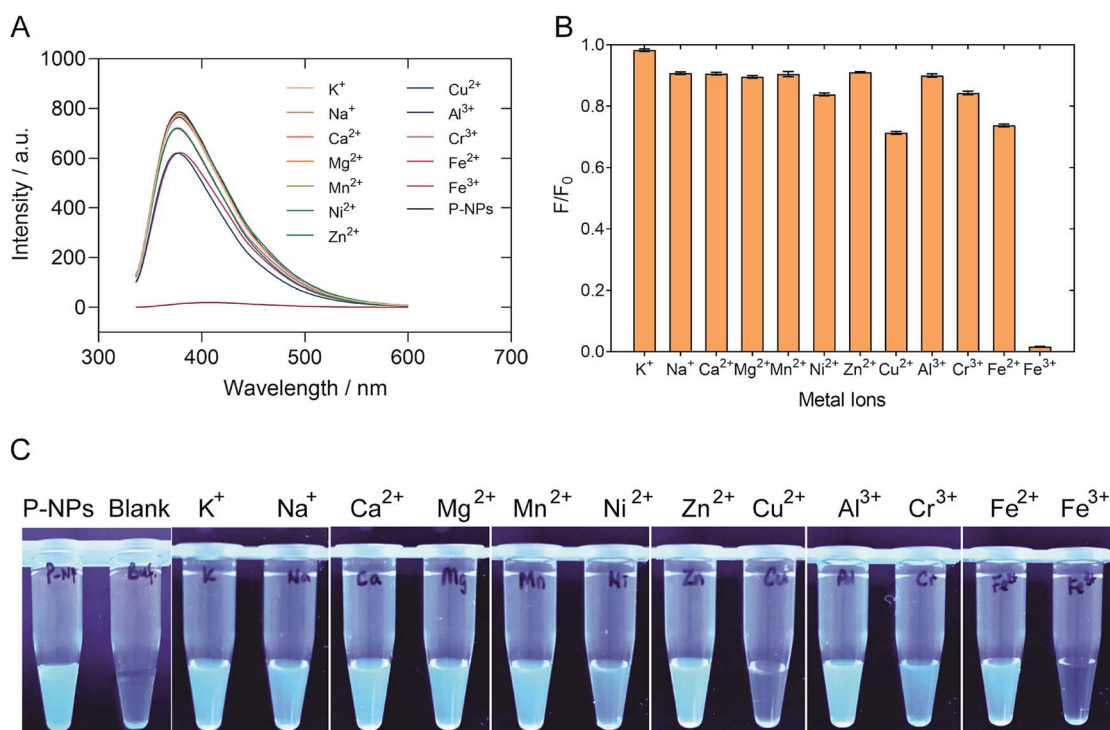 A
Intensity / a.u.
1000
800
600
400
200
0
300 400 500 600 700
Wavelength / nm
K⁺
Na⁺
Ca²⁺
Mg²⁺
Mn²⁺
Ni²⁺
Zn²⁺
Cu²⁺
Al³⁺
Cr³⁺
Fe²⁺
Fe³⁺
P-NPs
B
F/F₀
1.0
0.8
0.6
0.4
0.2
0.0
K⁺ Na⁺ Ca²⁺ Mg²⁺ Mn²⁺ Ni²⁺ Zn²⁺ Cu²⁺ Al³⁺ Cr³⁺ Fe²⁺ Fe³⁺
Metal Ions
C
P-NPs Blank K⁺ Na⁺ Ca²⁺ Mg²⁺ Mn²⁺ Ni²⁺ Zn²⁺ Cu²⁺ Al³⁺ Cr³⁺ Fe²⁺ Fe³⁺
K Na Ca Mg Mn Ni Zn Cu Al Cr